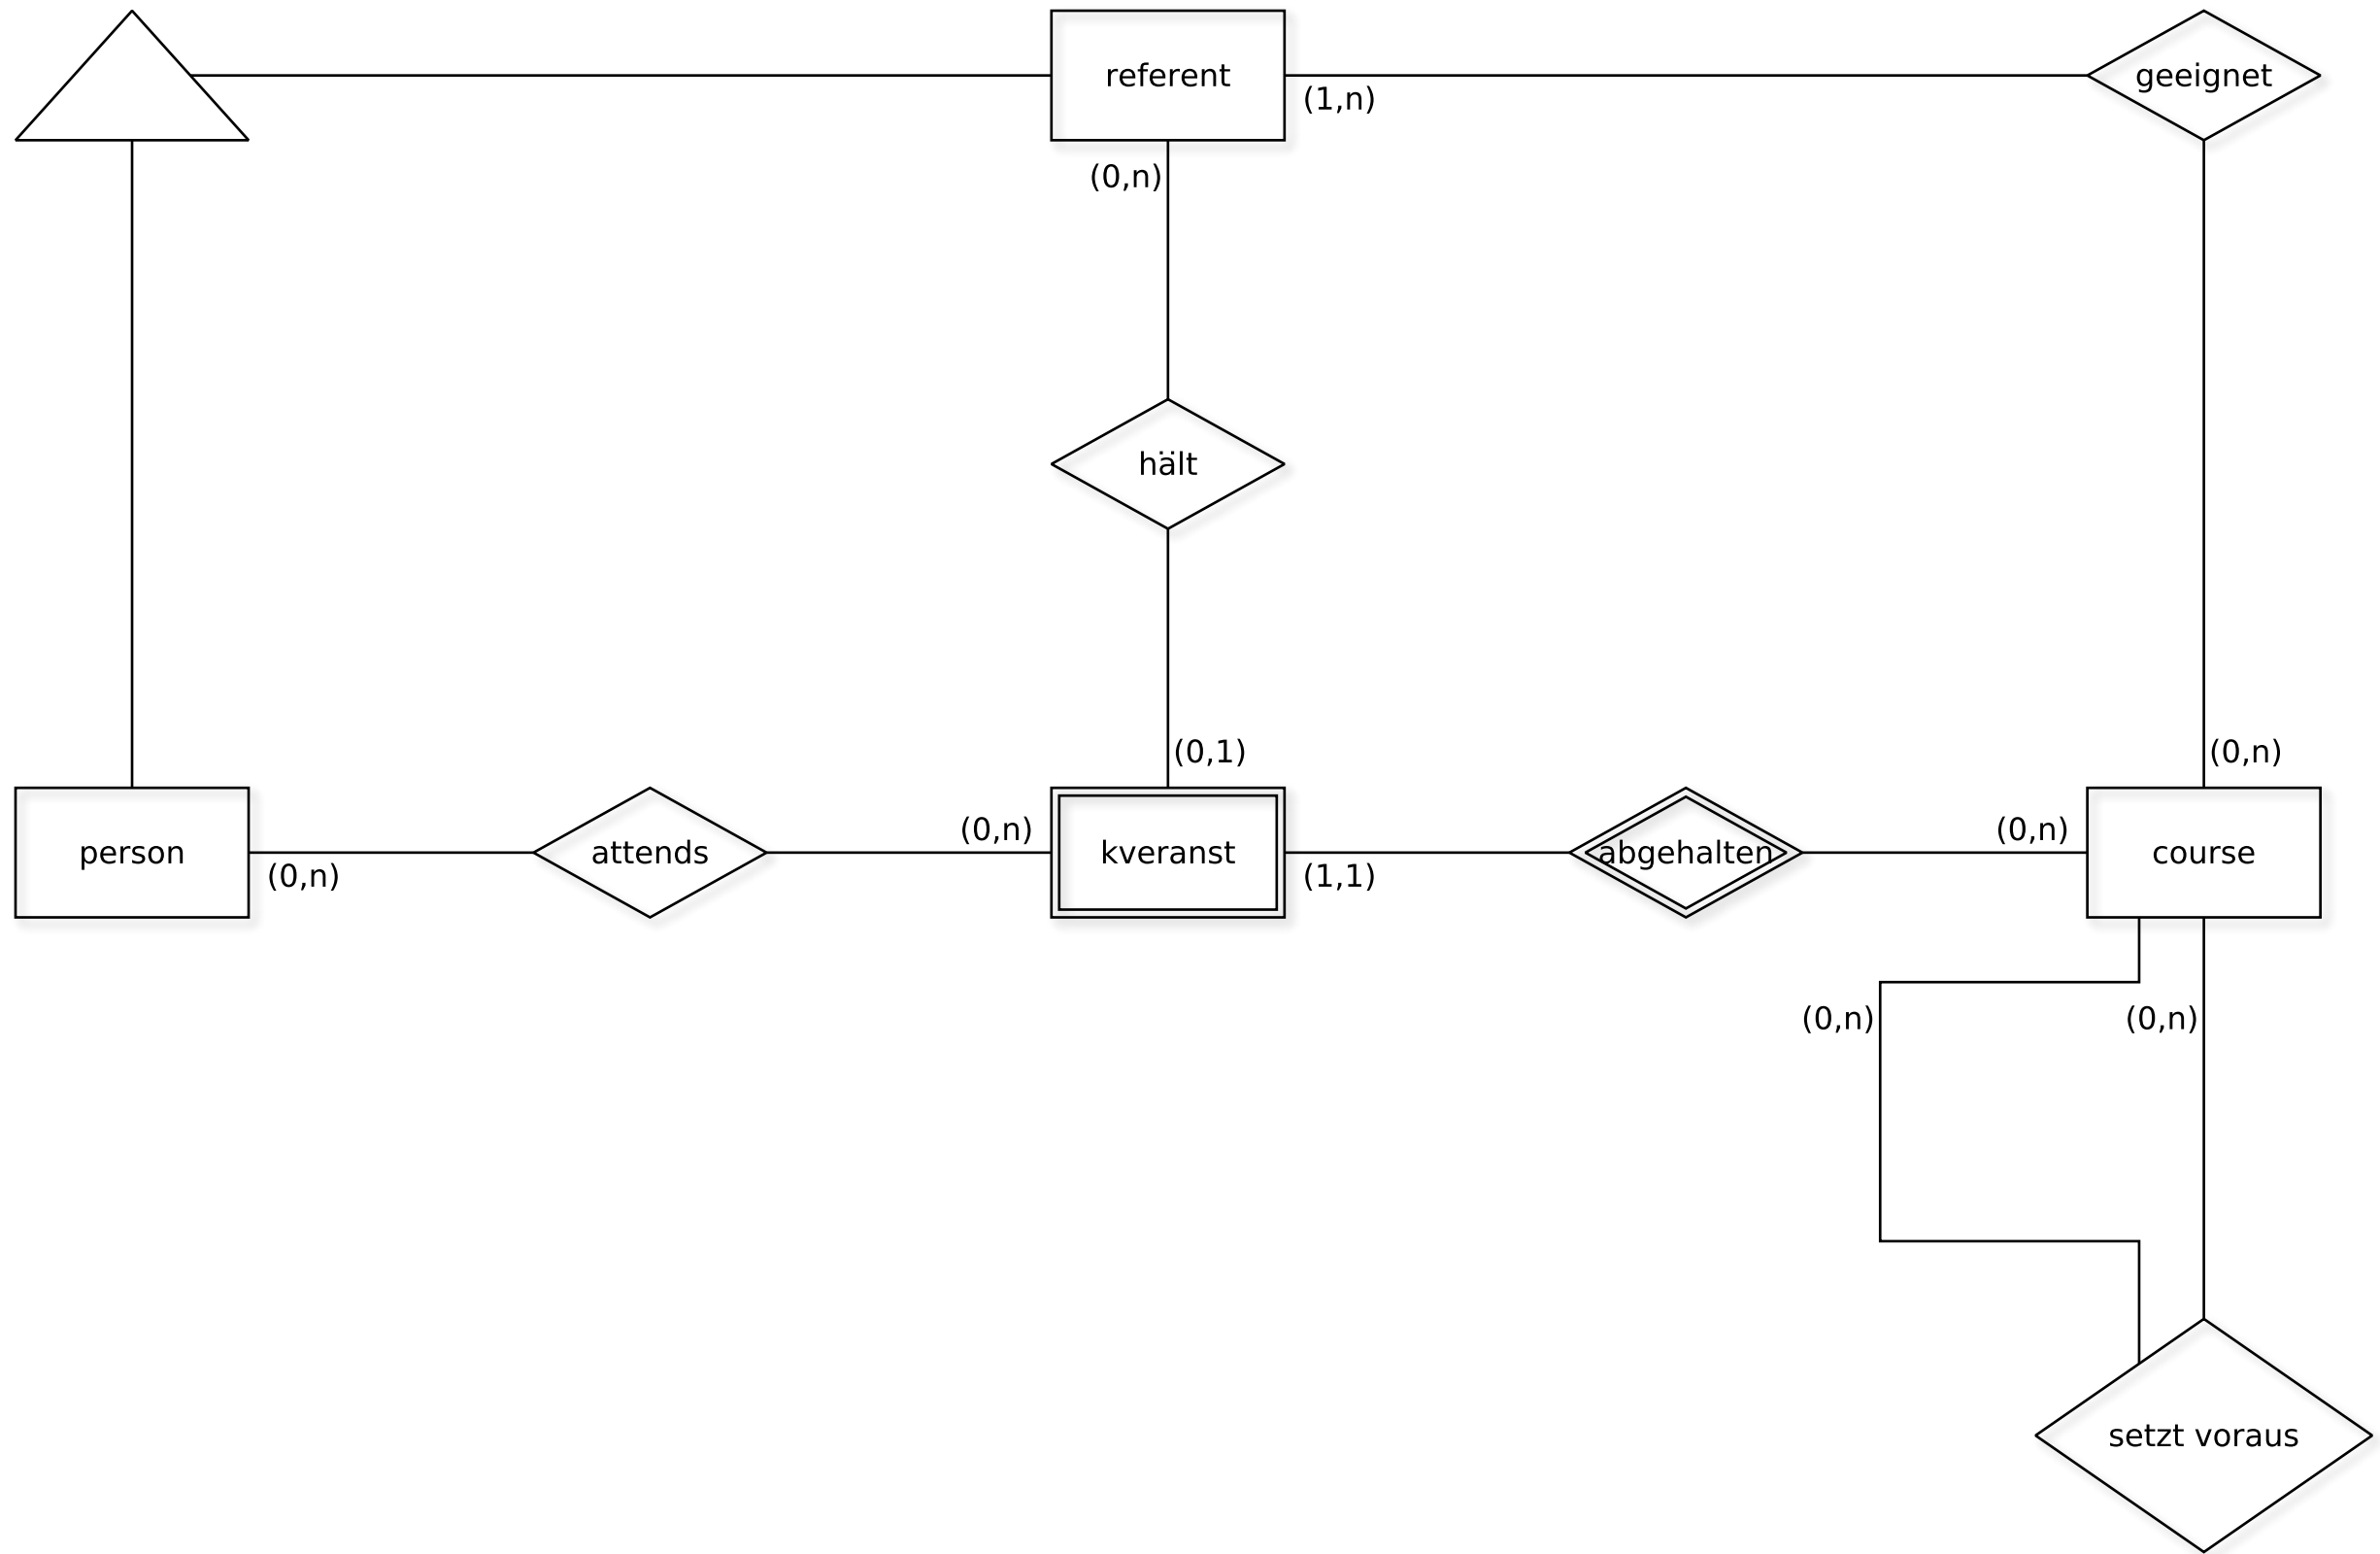 referent
geeignet
(1,n)
(0,n)
hält
(0,1)
(0,n)
person
(0,n)
attends
(0,n)
kveranst
(1,1)
abgehalten
(0,n)
course
(0,n)
(0,n)
setzt voraus